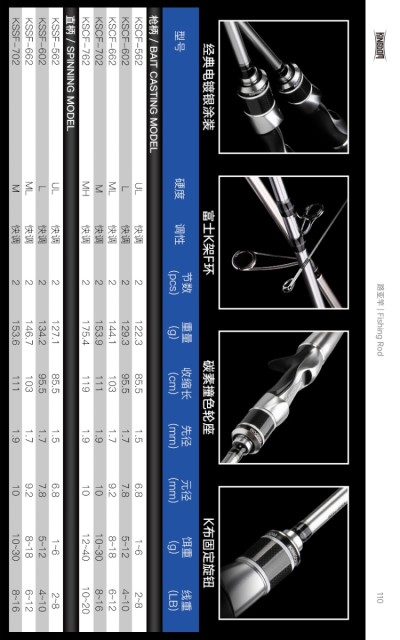 KINGDOM
路亚竿 | Fishing Rod 110
经典电镀银涂装 富士K架F环 碳素撞色轮座 K布固定旋钮
型号 硬度 调性 节数(pcs) 重量(g) 收缩长(cm) 先径(mm) 元径(mm) 饵重(g) 线重(LB)
枪柄 / BAIT CASTING MODEL
KSCF-562 UL 快调 2 122.3 85.5 1.5 6.8 1~6 2~8
KSCF-602 L 快调 2 129.3 95.5 1.7 7.8 5~12 4~10
KSCF-662 ML 快调 2 144.1 103 1.7 9.2 8~18 6~12
KSCF-702 M 快调 2 153.9 111 1.9 10 10~30 8~16
KSCF-762 MH 快调 2 175.4 119 1.9 10 12~40 10~20
直柄 / SPINNING MODEL
KSSF-562 UL 快调 2 127.1 85.5 1.5 6.8 1~6 2~8
KSSF-602 L 快调 2 134.2 95.5 1.7 7.8 5~12 4~10
KSSF-662 ML 快调 2 146.7 103 1.7 9.2 8~18 6~12
KSSF-702 M 快调 2 153.6 111 1.9 10 10~30 8~16